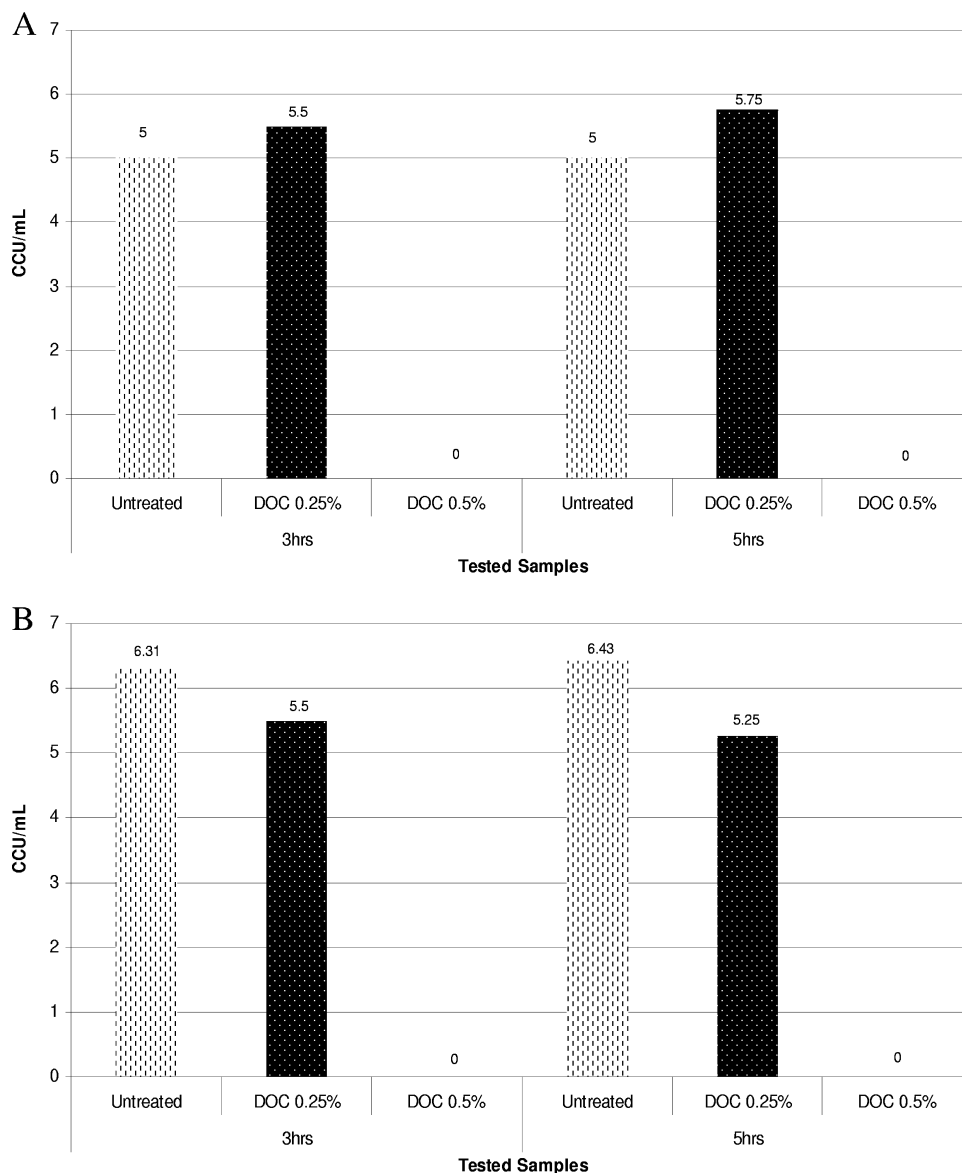 A
7
6
5
4
3
2
1
0
CCU/mL
5
5.5
0
5
5.75
0
Untreated
DOC 0.25%
DOC 0.5%
Untreated
DOC 0.25%
DOC 0.5%
3hrs
5hrs
Tested Samples
B
7
6
5
4
3
2
1
0
CCU/mL
6.31
5.5
0
6.43
5.25
0
Untreated
DOC 0.25%
DOC 0.5%
Untreated
DOC 0.25%
DOC 0.5%
3hrs
5hrs
Tested Samples